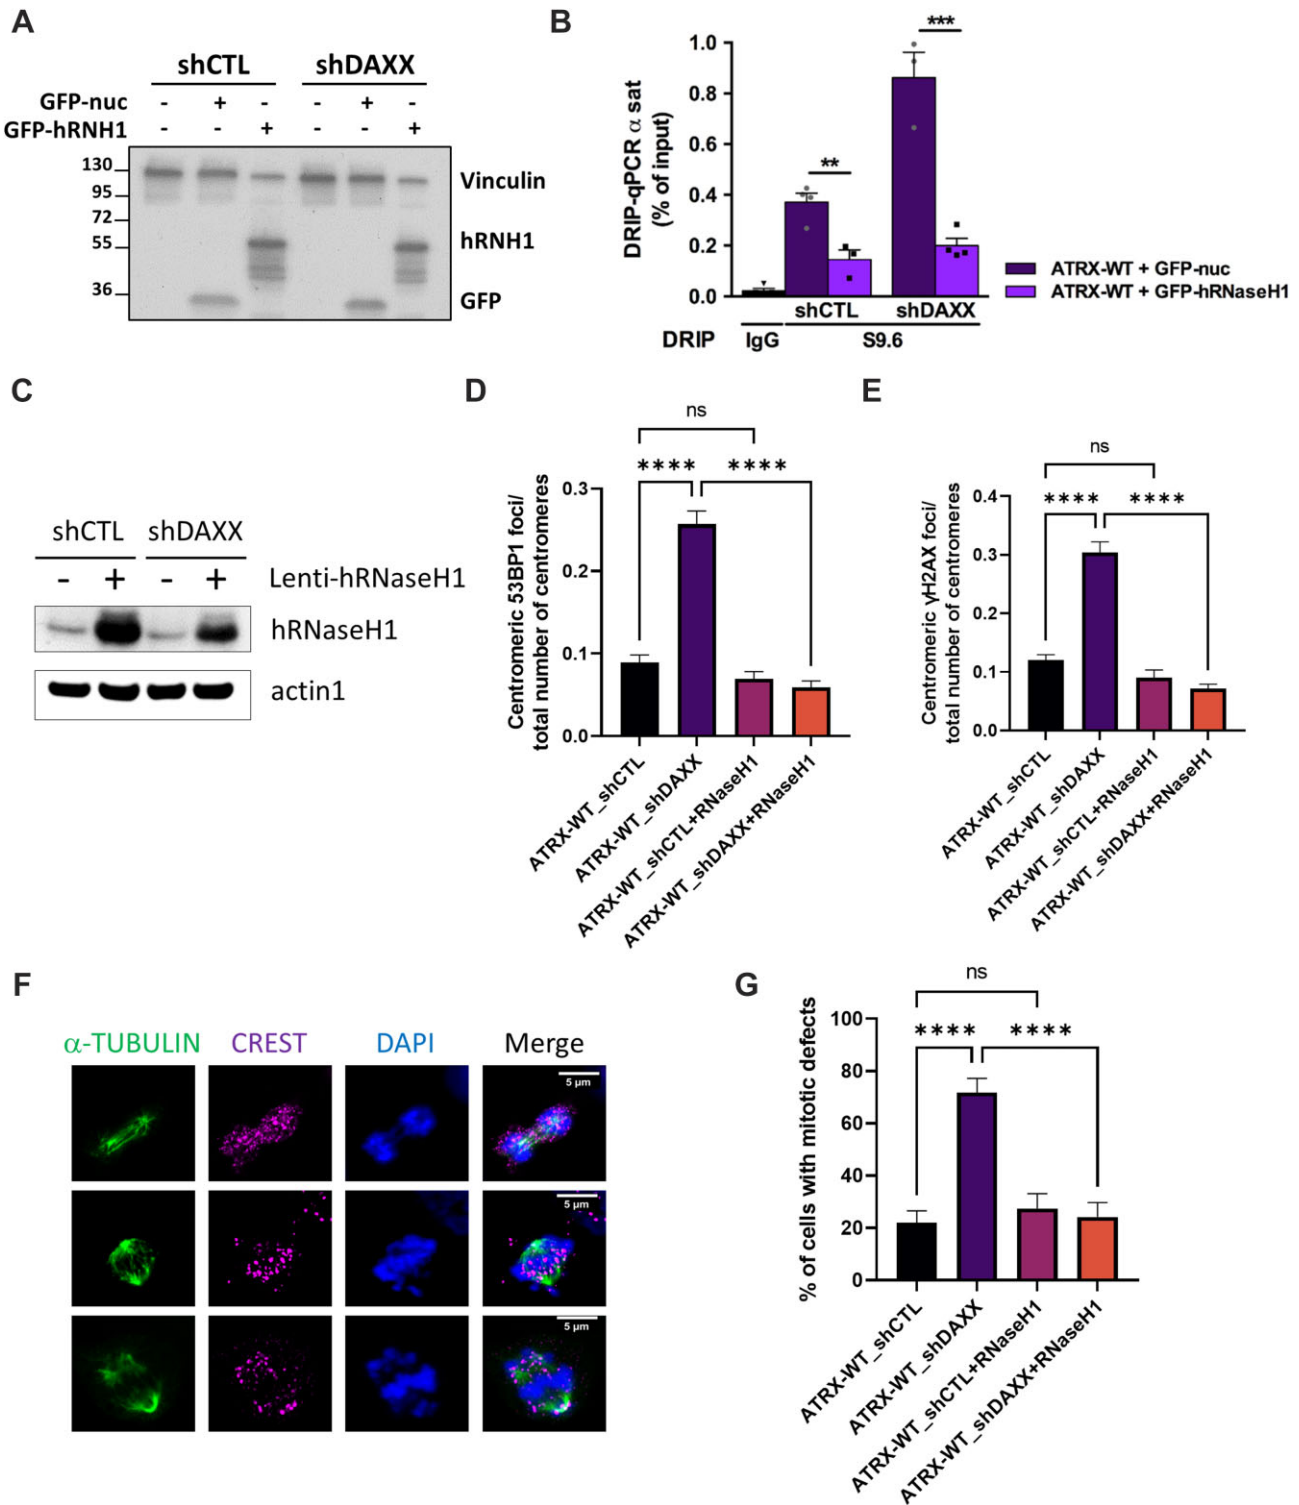 A
shCTL shDAXX
GFP-nuc - + - - + -
GFP-hRNH1 - - + - - +
130
95
72
55
36
Vinculin
hRNH1
GFP
B
DRIP-qPCR α sat
(% of input)
1.0
0.8
0.6
0.4
0.2
0.0
**
***
shCTL shDAXX
DRIP IgG S9.6
ATRX-WT + GFP-nuc
ATRX-WT + GFP-hRNaseH1
C
shCTL shDAXX
- + - + Lenti-hRNaseH1
hRNaseH1
actin1
D
ns
**** ****
Centromeric 53BP1 foci/
total number of centromeres
0.3
0.2
0.1
0.0
ATRX-WT_shCTL
ATRX-WT_shDAXX
ATRX-WT_shCTL+RNaseH1
ATRX-WT_shDAXX+RNaseH1
E
ns
**** ****
Centromeric γH2AX foci/
total number of centromeres
0.4
0.3
0.2
0.1
0.0
ATRX-WT_shCTL
ATRX-WT_shDAXX
ATRX-WT_shCTL+RNaseH1
ATRX-WT_shDAXX+RNaseH1
F
α-TUBULIN CREST DAPI Merge
5 μm
5 μm
5 μm
G
ns
**** ****
% of cells with mitotic defects
100
80
60
40
20
0
ATRX-WT_shCTL
ATRX-WT_shDAXX
ATRX-WT_shCTL+RNaseH1
ATRX-WT_shDAXX+RNaseH1